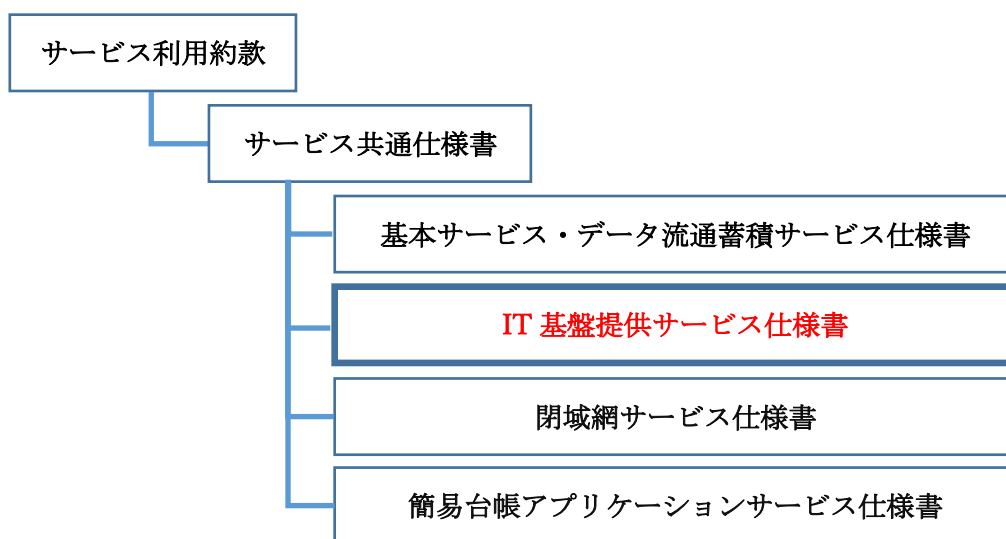 サービス利用約款
サービス共通仕様書
基本サービス・データ流通蓄積サービス仕様書
IT 基盤提供サービス仕様書
閉域網サービス仕様書
簡易台帳アプリケーションサービス仕様書